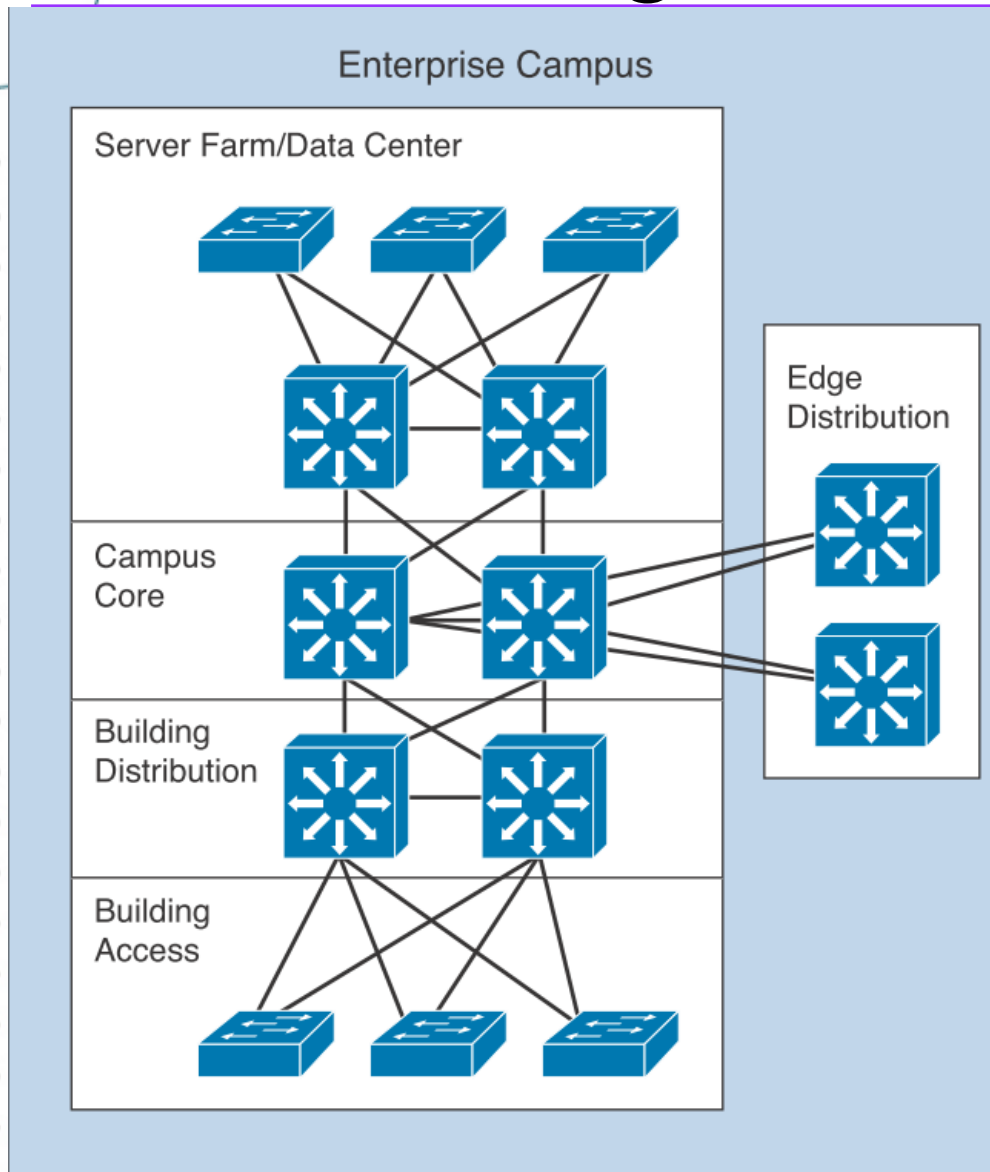 Enterprise Campus
Server Farm/Data Center
Edge
Distribution
Campus
Core
Building
Distribution
Building
Access